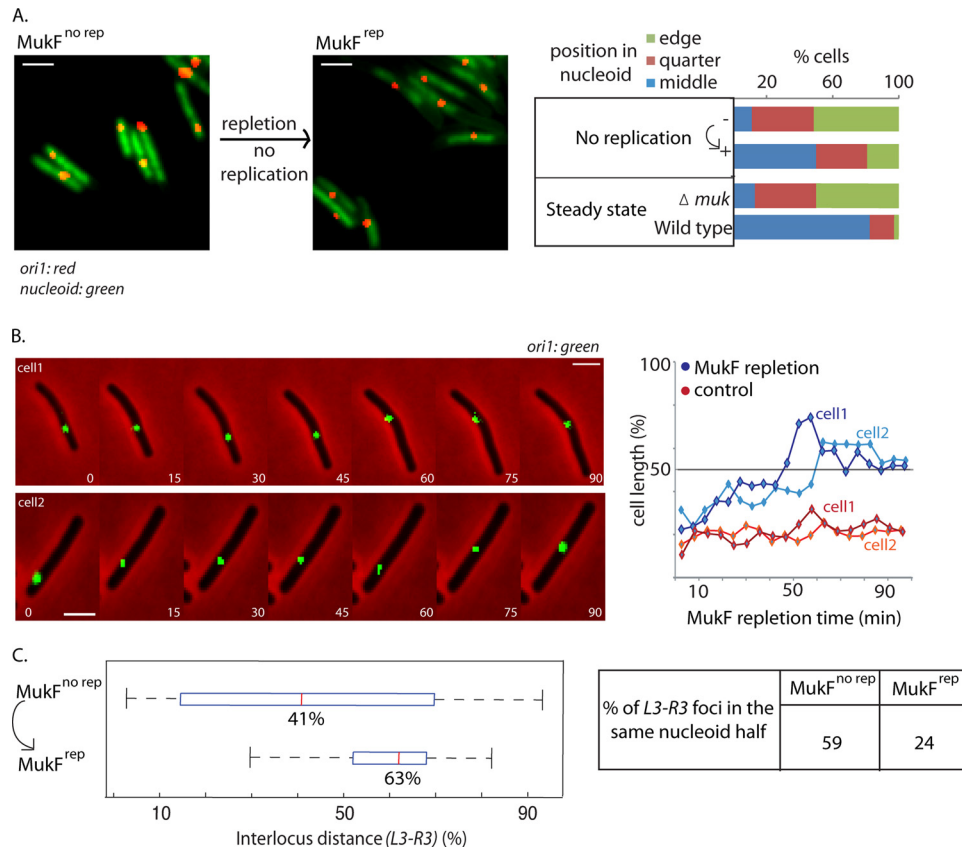 A.
MukF no rep
MukF rep
repletion
no
replication
ori1: red
nucleoid: green
position in
nucleoid
edge
quarter
middle
% cells
20 60 100
No replication
-
+
Steady state
Δ muk
Wild type
B.
ori1: green
cell1
0 15 30 45 60 75 90
cell2
0 15 30 45 60 75 90
MukF repletion
control
cell length (%)
100
50
cell1
cell2
cell1
cell2
10 50 90
MukF repletion time (min)
C.
MukF no rep
MukF rep
41%
63%
10 50 90
Interlocus distance (L3-R3) (%)
MukF no rep MukF rep
% of L3-R3 foci in the
same nucleoid half
59 24